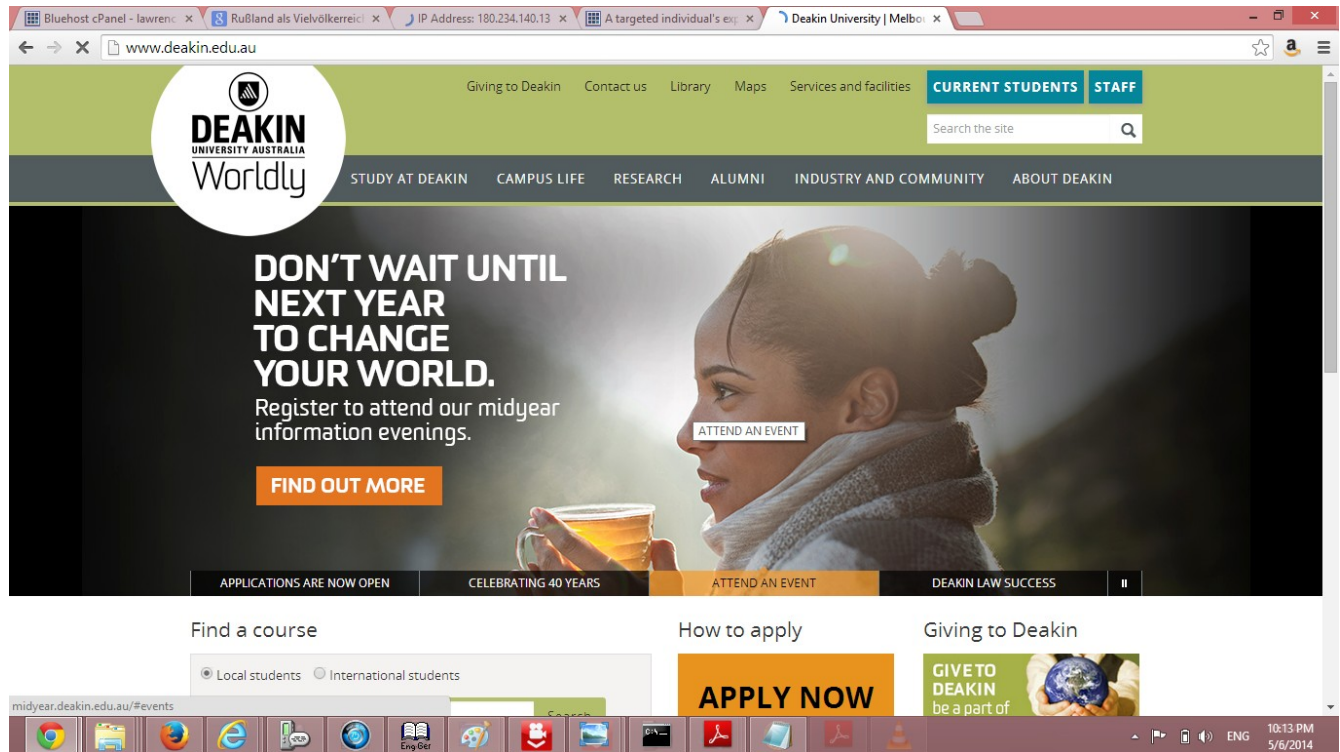 Bluehost cPanel - lawrenc
Rußland als Vielvölkerreich
IP Address: 180.234.140.13
A targeted individual's exp
Deakin University | Melbou
www.deakin.edu.au
Giving to Deakin Contact us Library Maps Services and facilities CURRENT STUDENTS STAFF
Search the site
DEAKIN
UNIVERSITY AUSTRALIA
Worldly
STUDY AT DEAKIN CAMPUS LIFE RESEARCH ALUMNI INDUSTRY AND COMMUNITY ABOUT DEAKIN
DON'T WAIT UNTIL
NEXT YEAR
TO CHANGE
YOUR WORLD.
Register to attend our midyear
information evenings.
FIND OUT MORE
ATTEND AN EVENT
APPLICATIONS ARE NOW OPEN CELEBRATING 40 YEARS ATTEND AN EVENT DEAKIN LAW SUCCESS
Find a course
Local students International students
Search
How to apply
APPLY NOW
Giving to Deakin
GIVE TO
DEAKIN
be a part of
midyear.deakin.edu.au/#events
Eng Ger
ENG
10:13 PM
5/6/2014